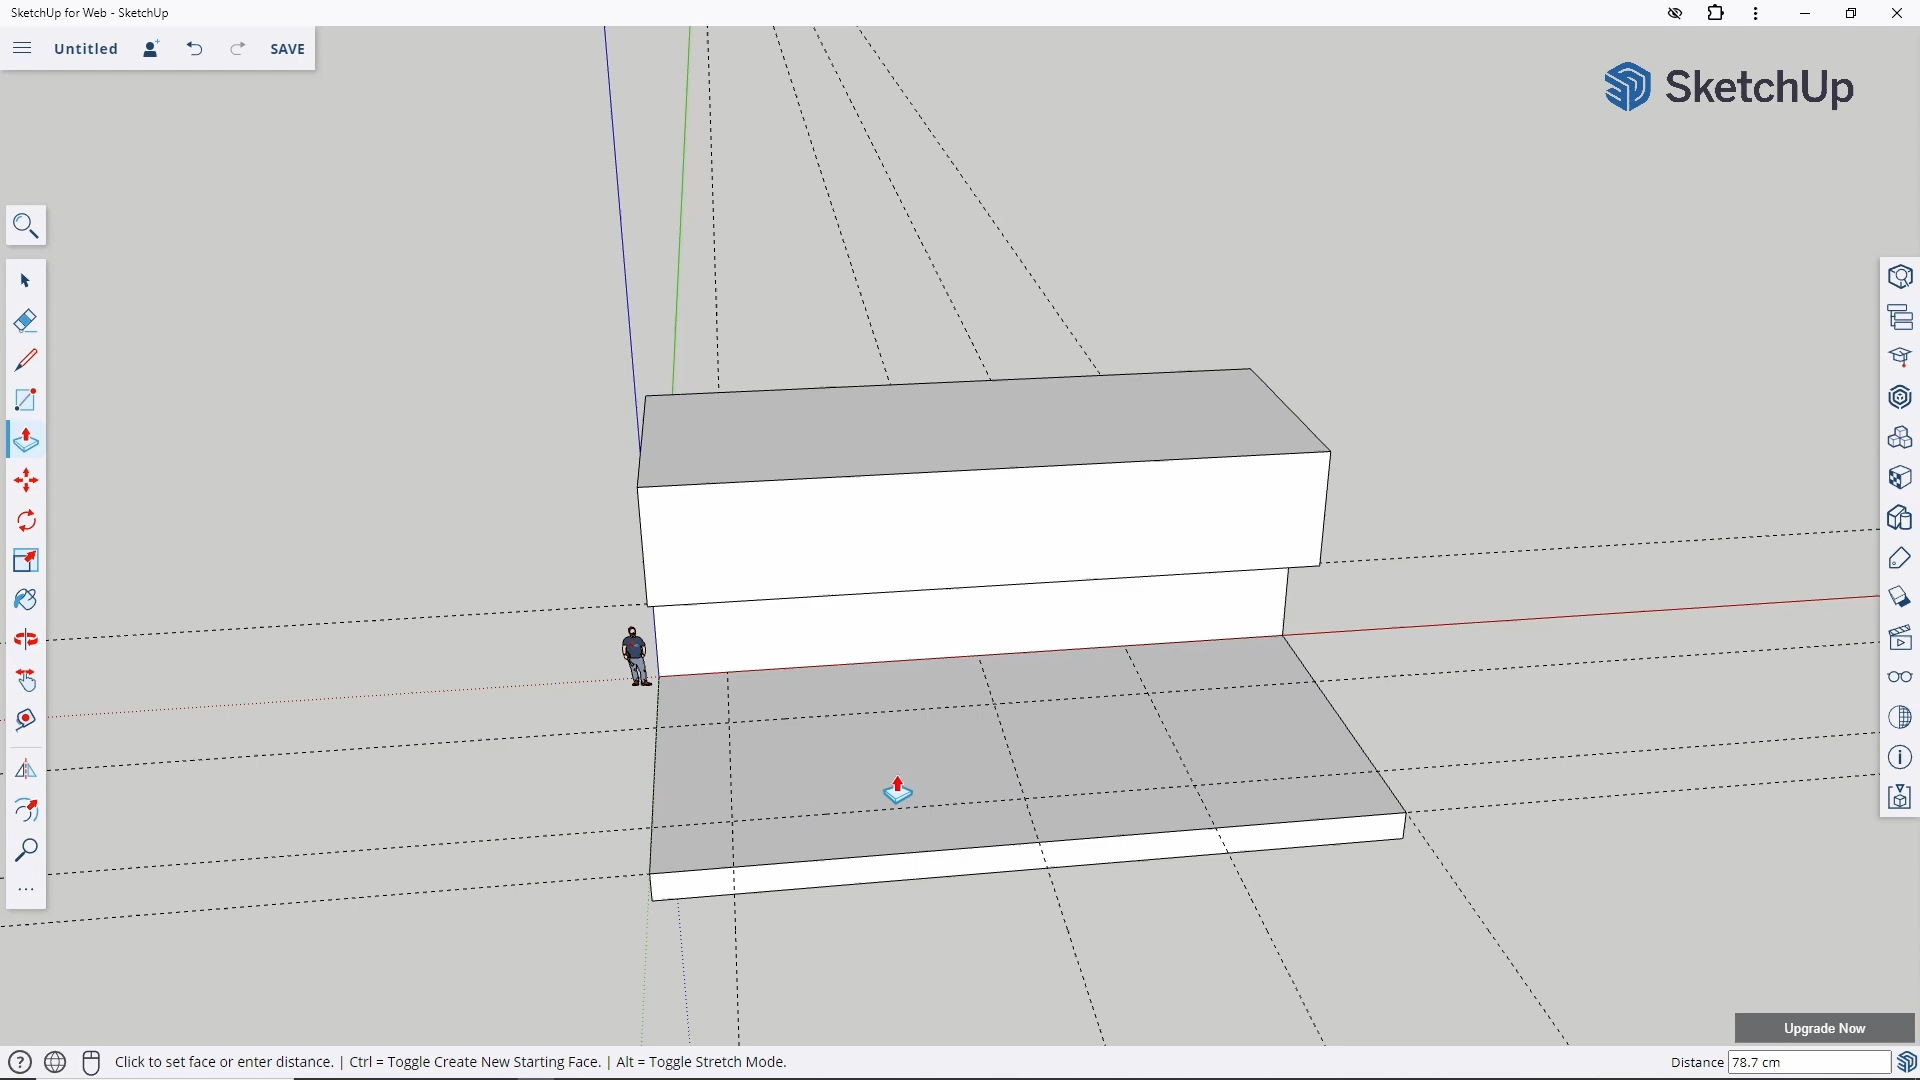 SketchUp for Web - SketchUp
Untitled
SAVE
SketchUp
Upgrade Now
Click to set face or enter distance. | Ctrl = Toggle Create New Starting Face. | Alt = Toggle Stretch Mode.
Distance 78.7 cm